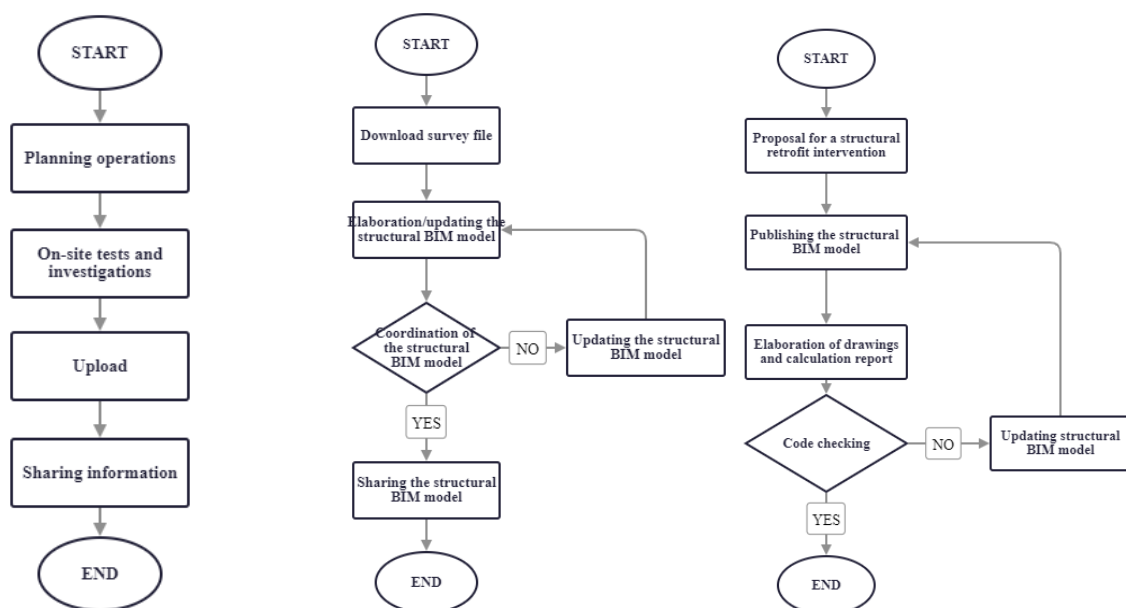 START
Planning operations
On-site tests and
investigations
Upload
Sharing information
END
START
Download survey file
Elaboration/updating the
structural BIM model
Coordination of
the structural
BIM model
NO
Updating the structural
BIM model
YES
Sharing the structural
BIM model
END
START
Proposal for a structural
retrofit intervention
Publishing the structural
BIM model
Elaboration of drawings
and calculation report
Code checking
NO
Updating structural
BIM model
YES
END